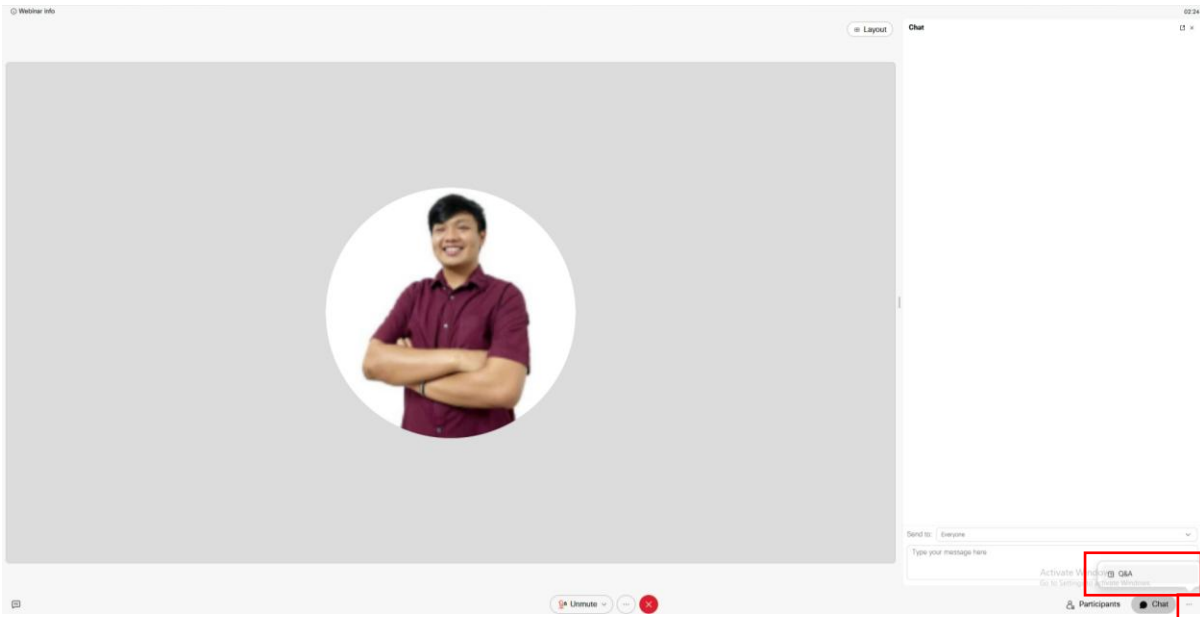 Webinar info
02:34
Layout
Chat
Send to: Everyone
Type your message here
Activate Windows
Go to Settings to activate Windows.
Q&A
Unmute
Participants
Chat